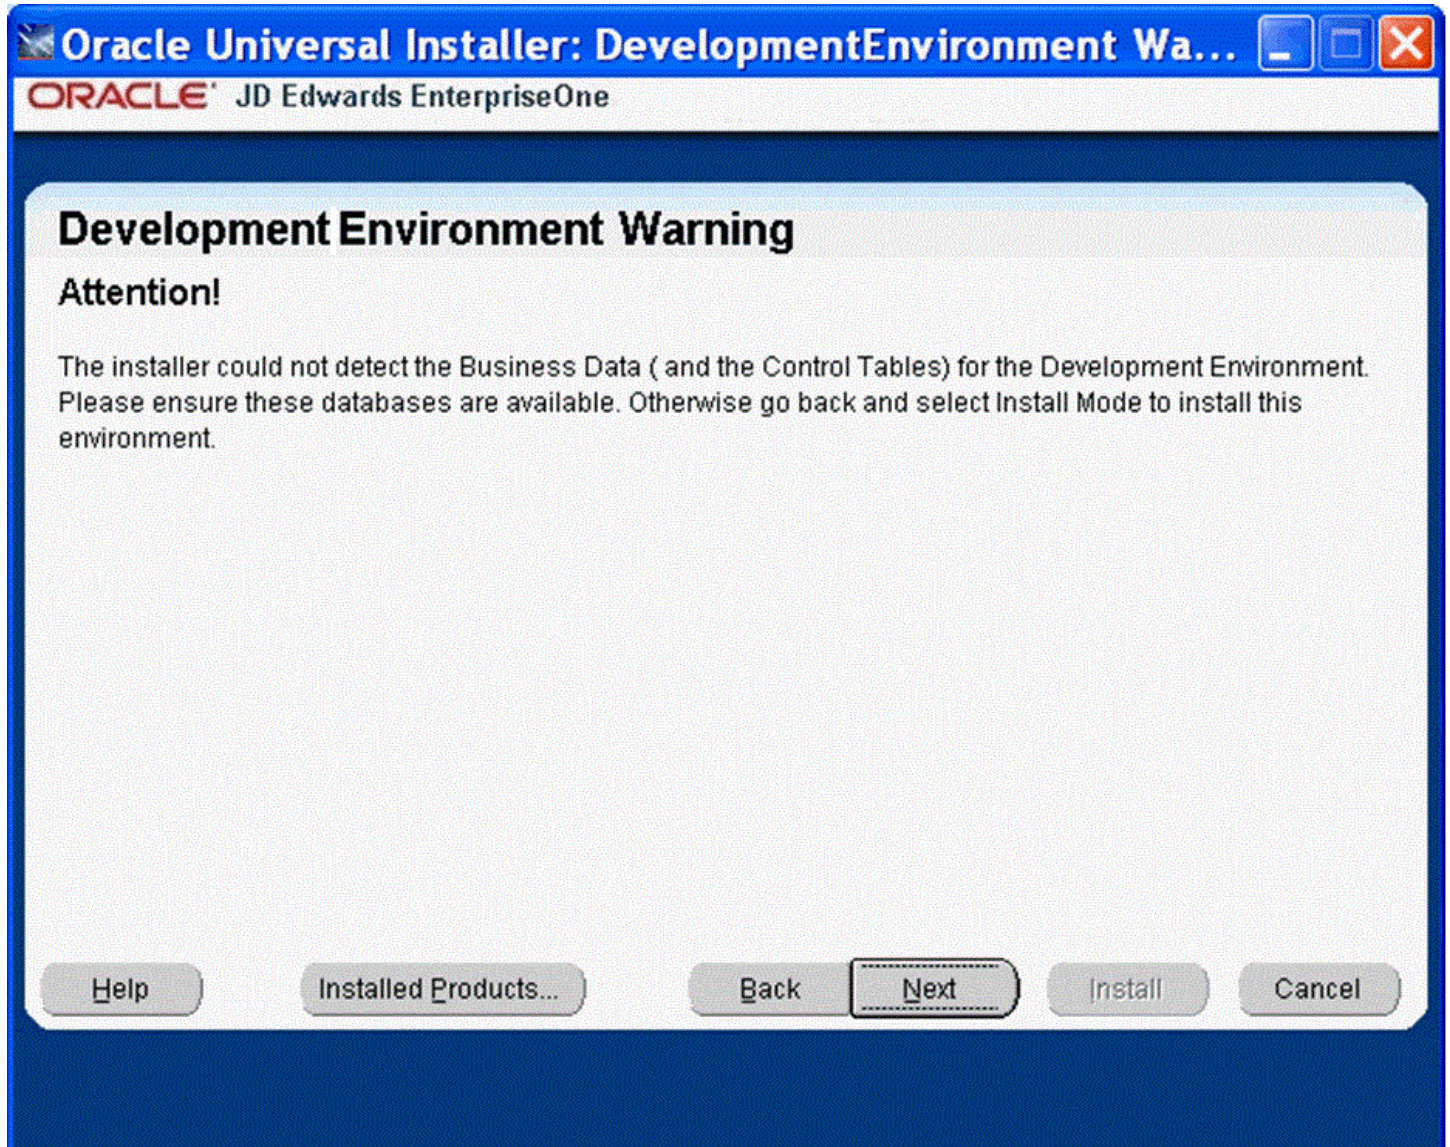 Oracle Universal Installer: DevelopmentEnvironment Wa...
ORACLE' JD Edwards EnterpriseOne
Development Environment Warning
Attention!
The installer could not detect the Business Data ( and the Control Tables) for the Development Environment.
Please ensure these databases are available. Otherwise go back and select Install Mode to install this
environment.
Help Installed Products... Back Next Install Cancel